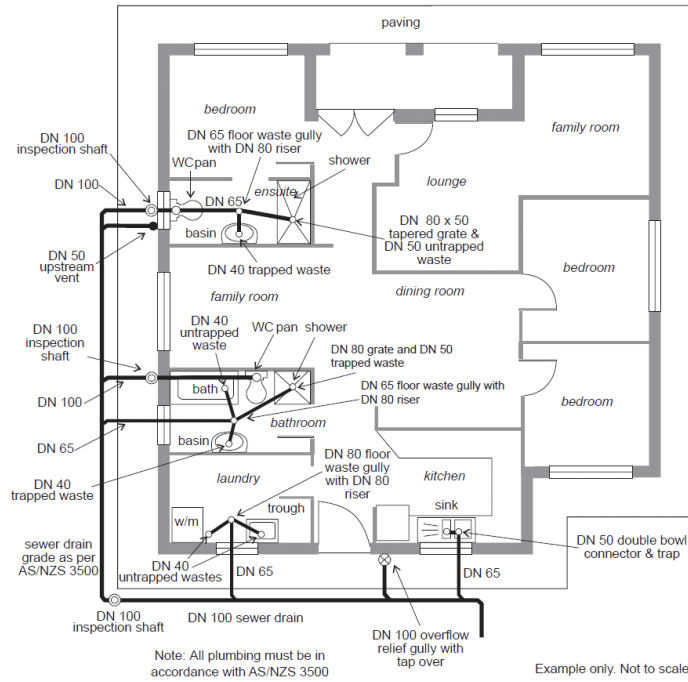 paving
bedroom
DN 65 floor waste gully
with DN 80 riser
DN 100
inspection shaft
WC pan
shower
family room
DN 100
ensuite
DN 65
lounge
DN 80 x 50
tapered grate &
DN 50 untrapped
waste
basin
DN 50
upstream
vent
DN 40 trapped waste
bedroom
family room
dining room
DN 40
untrapped
waste
WC pan
shower
DN 100
inspection
shaft
DN 80 grate and DN 50
trapped waste
bath
DN 65 floor waste gully with
DN 80 riser
DN 100
bedroom
bathroom
DN 65
basin
DN 80 floor
waste gully
with DN 80
riser
DN 40
trapped waste
laundry
kitchen
trough
sink
w/m
DN 50 double bowl
connector & trap
sewer drain
grade as per
AS/NZS 3500
DN 40
untrapped wastes
DN 65
DN 65
DN 100
inspection shaft
DN 100 sewer drain
DN 100 overflow
relief gully with
tap over
Note: All plumbing must be in
accordance with AS/NZS 3500
Example only. Not to scale